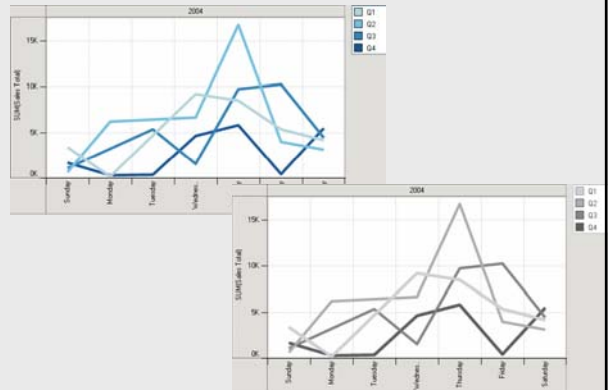 2004
Q1
Q2
Q3
Q4
SUM(Sales Total)
15K
10K
5K
0K
Sunday
Monday
Tuesday
Wednes..
2004
Q1
Q2
Q3
Q4
SUM(Sales Total)
15K
10K
5K
0K
Sunday
Monday
Tuesday
Wednes..
Thursday
Friday
Saturday